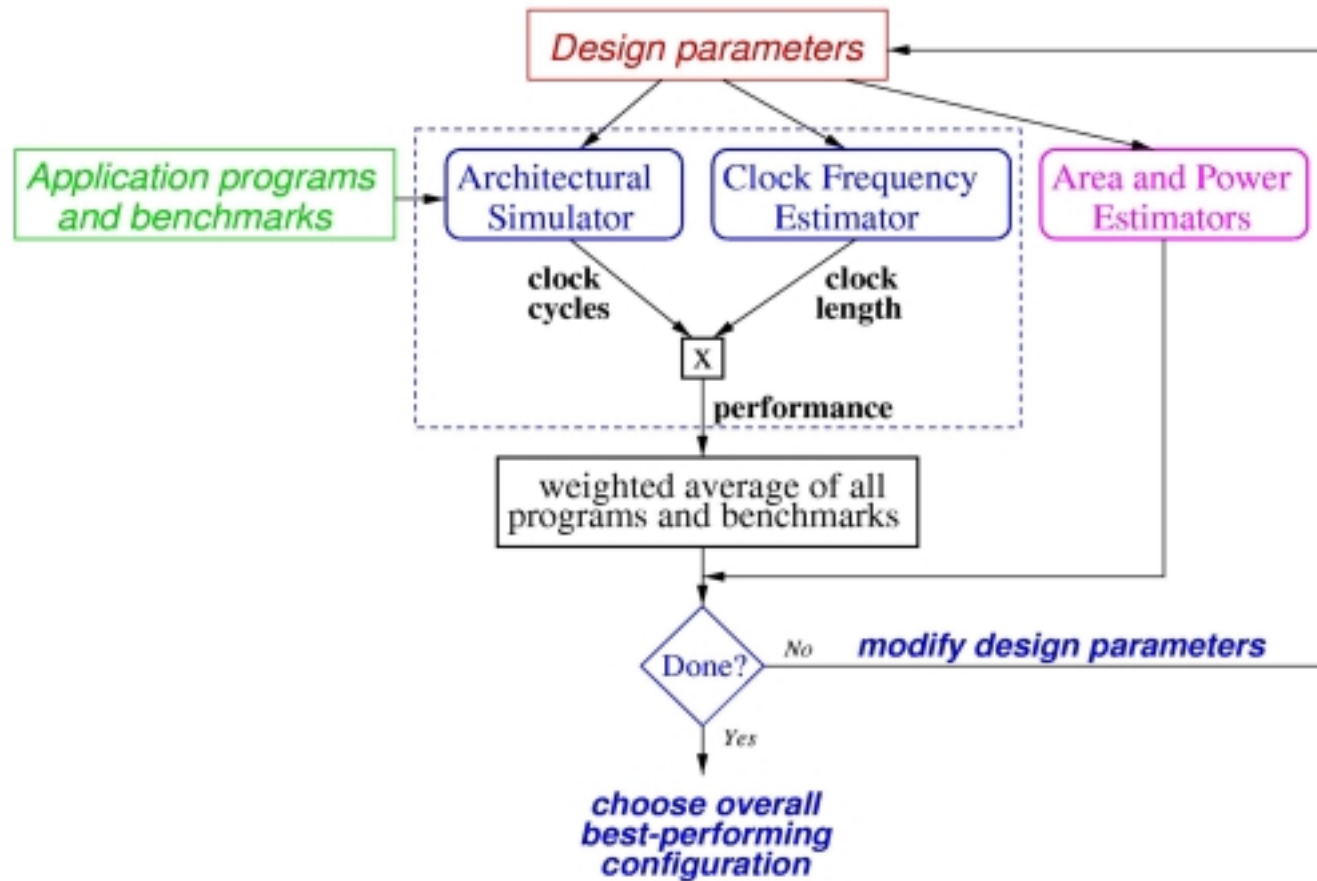 Design parameters
Application programs
and benchmarks
Architectural
Simulator
Clock Frequency
Estimator
Area and Power
Estimators
clock
cycles
clock
length
X
performance
weighted average of all
programs and benchmarks
Done?
No
modify design parameters
Yes
choose overall
best-performing
configuration